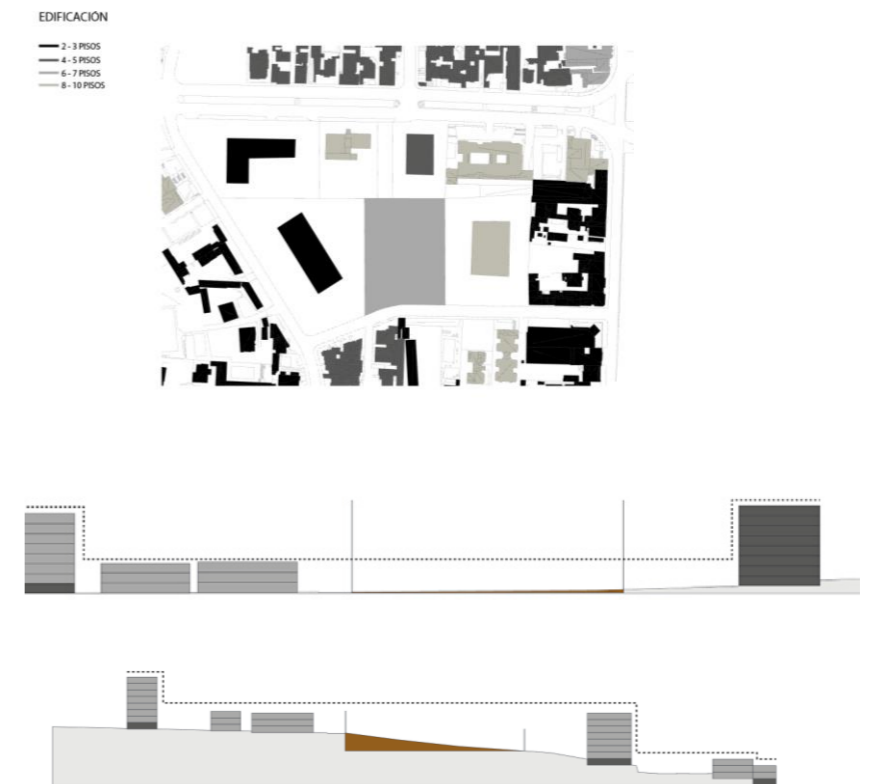 EDIFICACIÓN
2 - 3 PISOS
4 - 5 PISOS
6 - 7 PISOS
8 - 10 PISOS